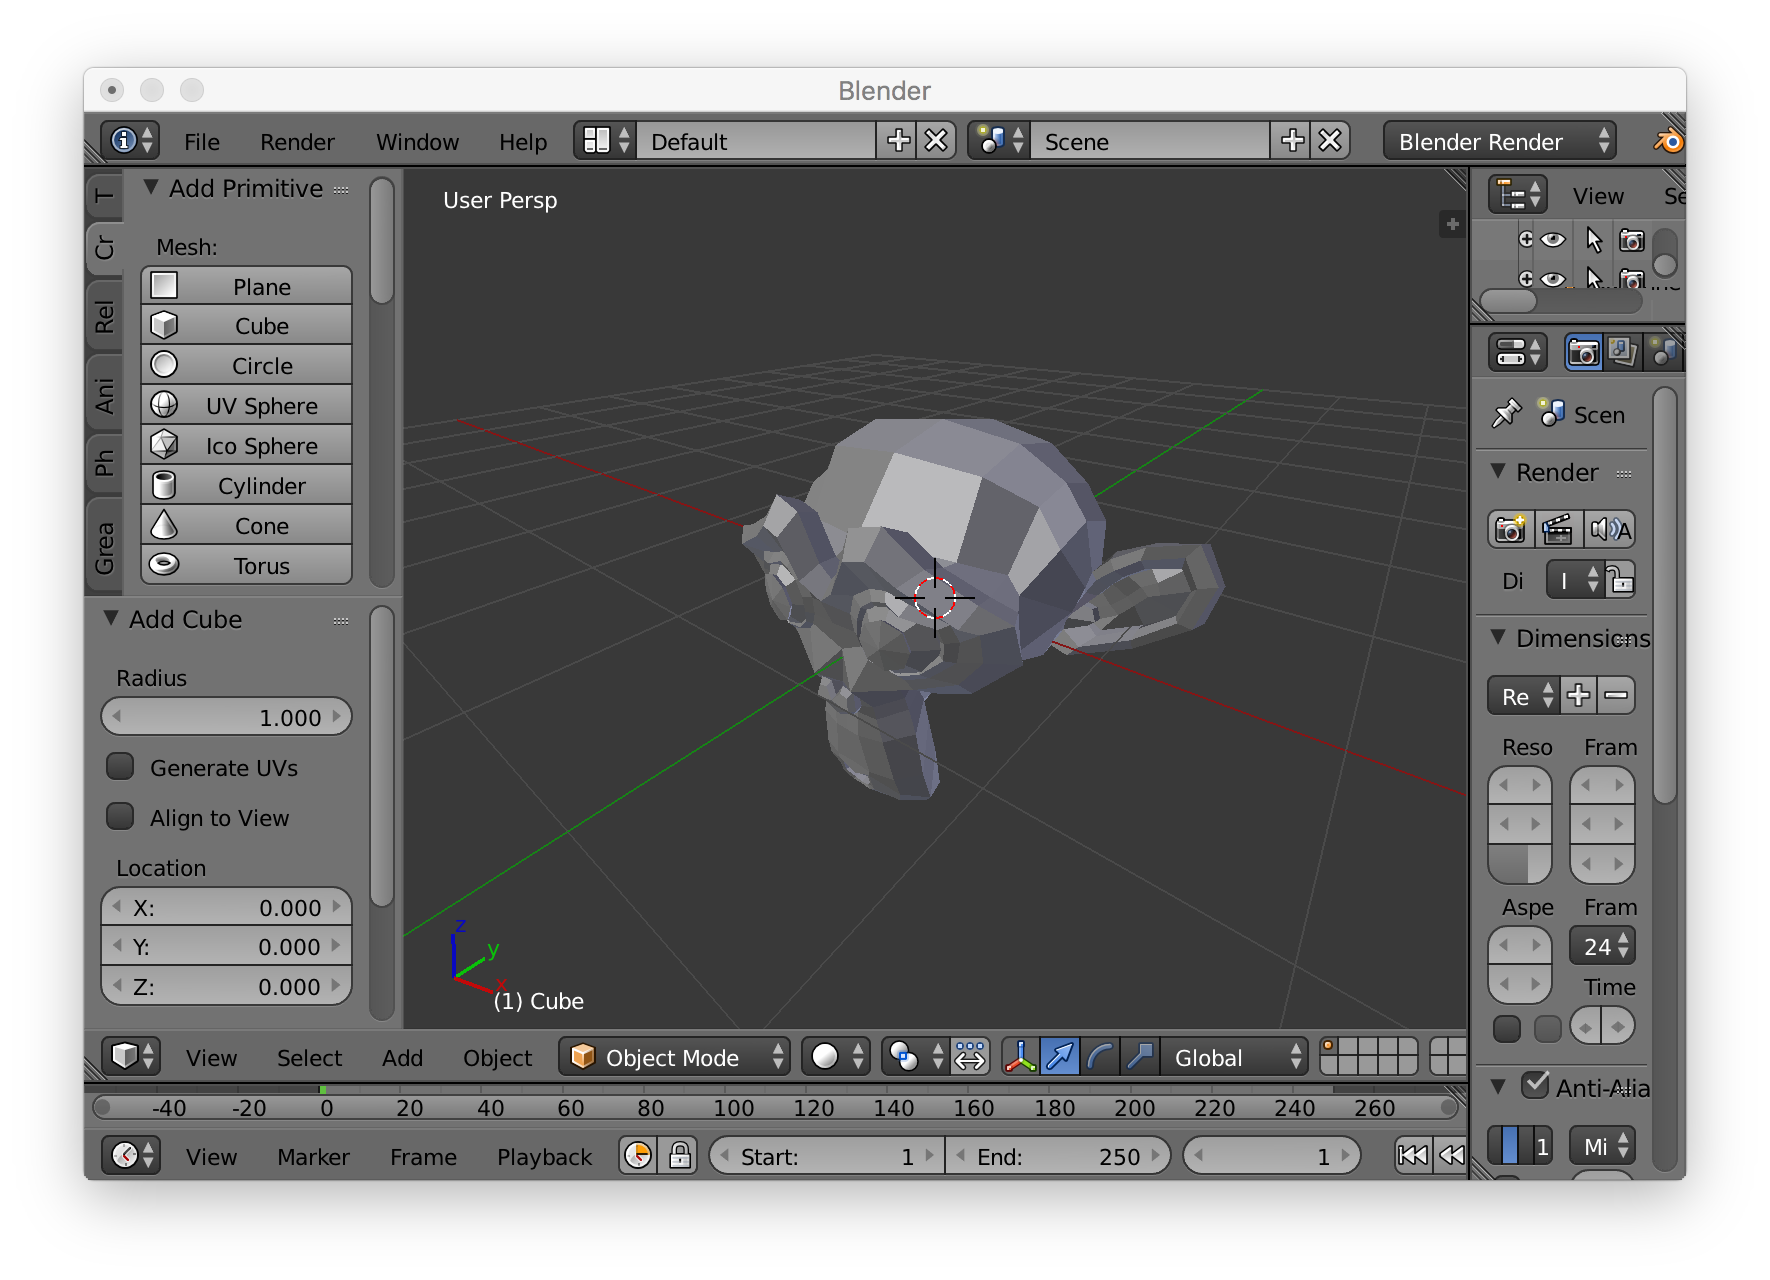 Blender
File Render Window Help Default Scene Blender Render
T
Cr
Rel
Ani
Ph
Grea
Add Primitive
Mesh:
Plane
Cube
Circle
UV Sphere
Ico Sphere
Cylinder
Cone
Torus
Add Cube
Radius
1.000
Generate UVs
Align to View
Location
X: 0.000
Y: 0.000
Z: 0.000
User Persp
z
y
x
(1) Cube
View Select Add Object Object Mode Global
-40 -20 0 20 40 60 80 100 120 140 160 180 200 220 240 260
View Marker Frame Playback Start: 1 End: 250 1
View Se
Scen
Render
A
Di I
Dimensions
Re
Reso Fram
Aspe Fram
24
Time
Anti-Alia
1 Mi